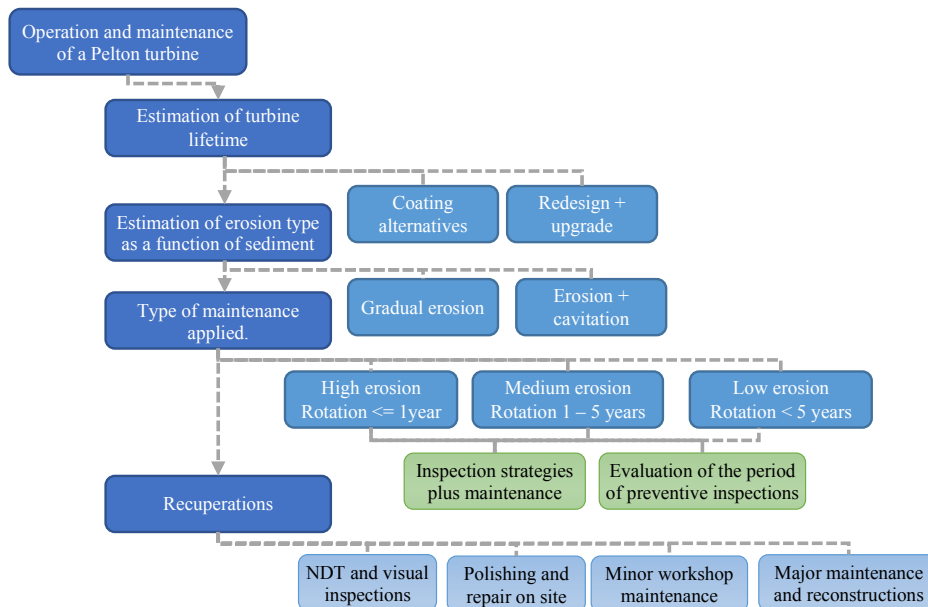 Operation and maintenance
of a Pelton turbine
Estimation of turbine
lifetime
Coating
alternatives
Redesign +
upgrade
Estimation of erosion type
as a function of sediment
Gradual erosion
Erosion +
cavitation
Type of maintenance
applied.
High erosion
Rotation <= 1year
Medium erosion
Rotation 1 – 5 years
Low erosion
Rotation < 5 years
Inspection strategies
plus maintenance
Evaluation of the period
of preventive inspections
Recuperations
NDT and visual
inspections
Polishing and
repair on site
Minor workshop
maintenance
Major maintenance
and reconstructions